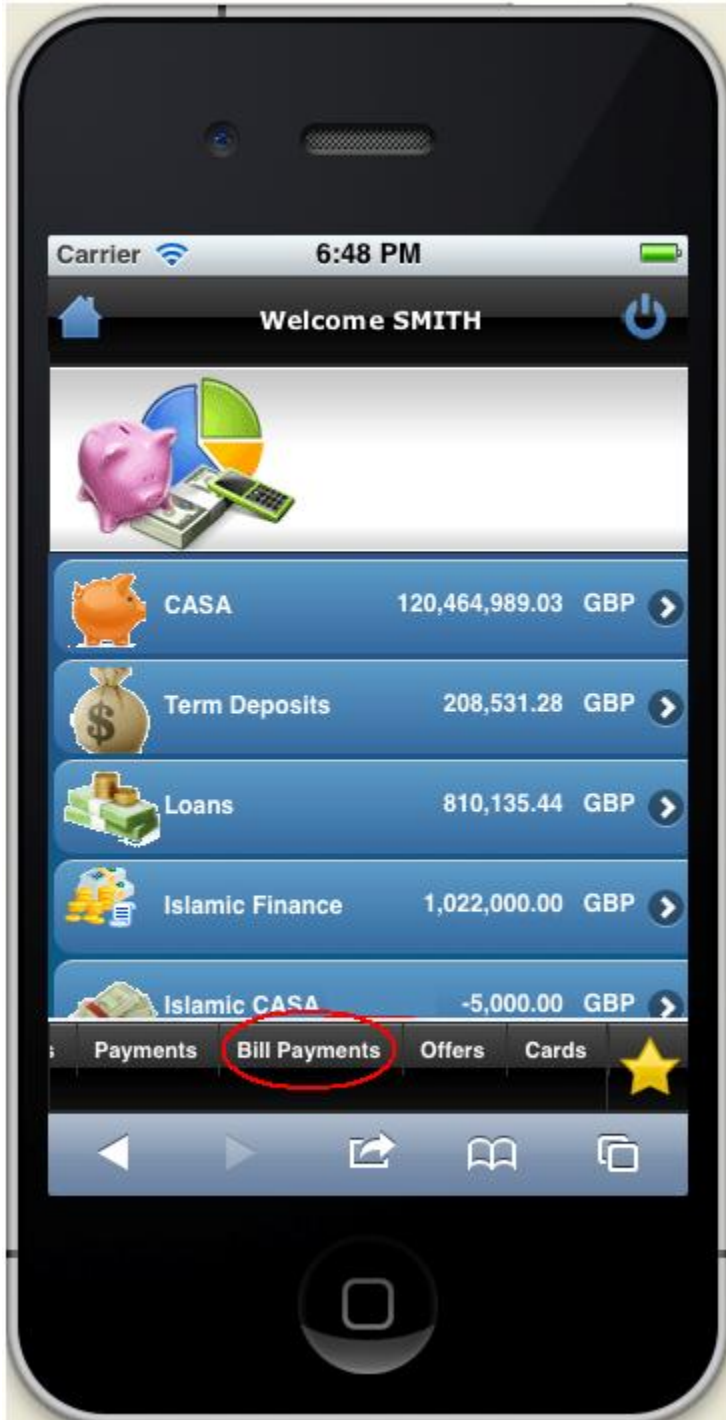 Carrier 6:48 PM
Welcome SMITH
CASA 120,464,989.03 GBP
Term Deposits 208,531.28 GBP
Loans 810,135.44 GBP
Islamic Finance 1,022,000.00 GBP
Islamic CASA -5,000.00 GBP
Payments Bill Payments Offers Cards